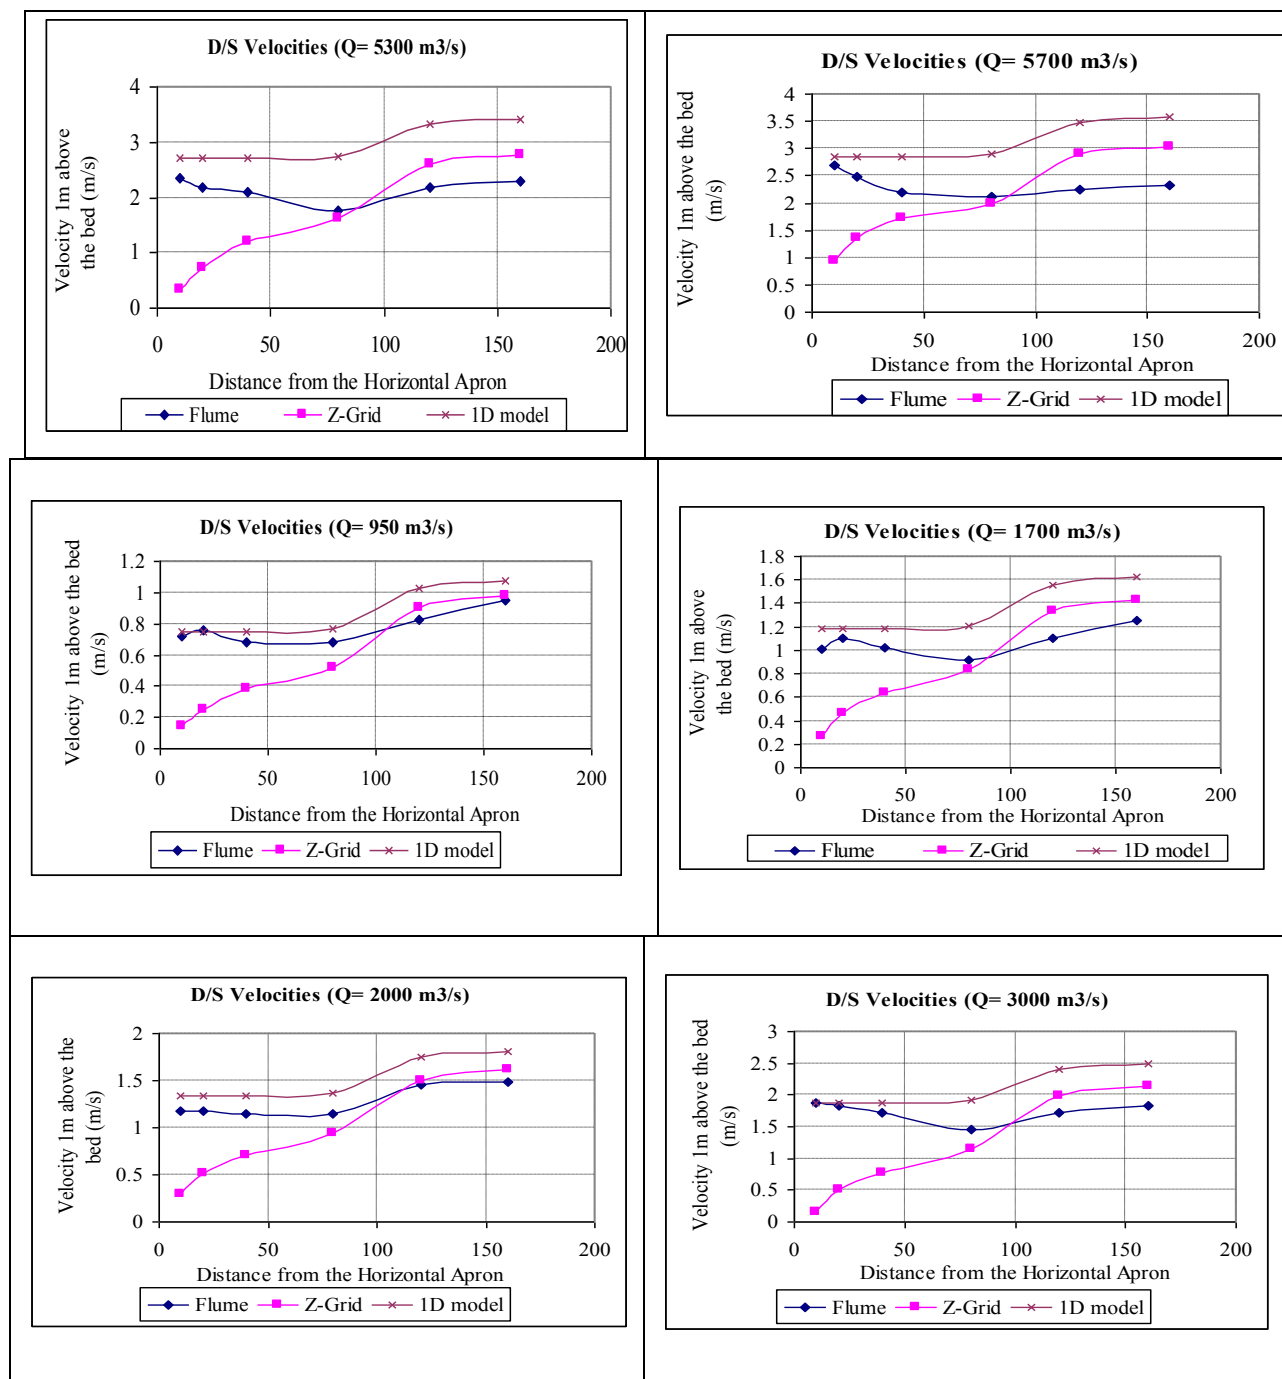 D/S Velocities (Q= 5300 m3/s)
Velocity 1m above
the bed (m/s)
4
3
2
1
0
0 50 100 150 200
Distance from the Horizontal Apron
Flume Z-Grid 1D model
D/S Velocities (Q= 5700 m3/s)
Velocity 1m above the bed
(m/s)
4
3.5
3
2.5
2
1.5
1
0.5
0
0 50 100 150 200
Distance from the Horizontal Apron
Flume Z-Grid 1D model
D/S Velocities (Q= 950 m3/s)
Velocity 1m above the bed
(m/s)
1.2
1
0.8
0.6
0.4
0.2
0
0 50 100 150 200
Distance from the Horizontal Apron
Flume Z-Grid 1D model
D/S Velocities (Q= 1700 m3/s)
Velocity 1m above
the bed (m/s)
1.8
1.6
1.4
1.2
1
0.8
0.6
0.4
0.2
0
0 50 100 150 200
Distance from the Horizontal Apron
Flume Z-Grid 1D model
D/S Velocities (Q= 2000 m3/s)
Velocity 1m above the
bed (m/s)
2
1.5
1
0.5
0
0 50 100 150 200
Distance from the Horizontal Apron
Flume Z-Grid 1D model
D/S Velocities (Q= 3000 m3/s)
Velocity 1m above the bed
(m/s)
3
2.5
2
1.5
1
0.5
0
0 50 100 150 200
Distance from the Horizontal Apron
Flume Z-Grid 1D model